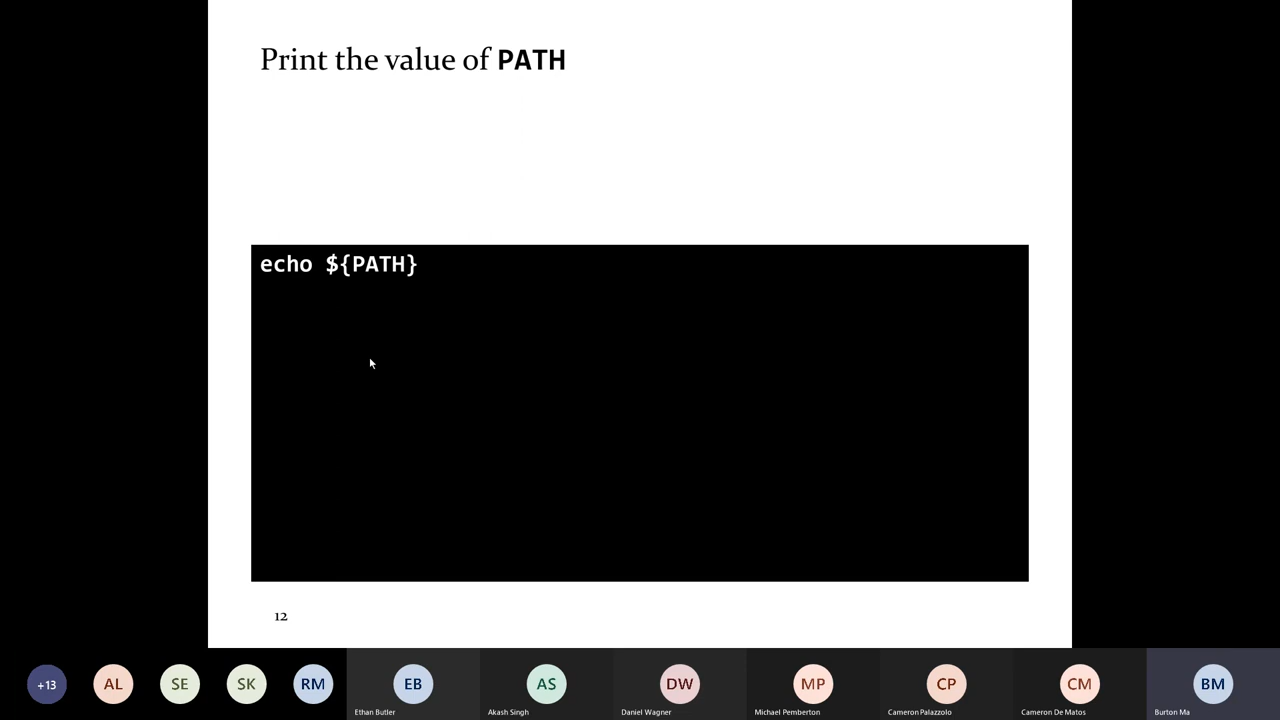 Print the value of PATH
echo ${PATH}
12
+13 AL SE SK RM EB AS DW MP CP CM BM
Ethan Butler Akash Singh Daniel Wagner Michael Pemberton Cameron Palazzolo Cameron De Matos Burton Ma